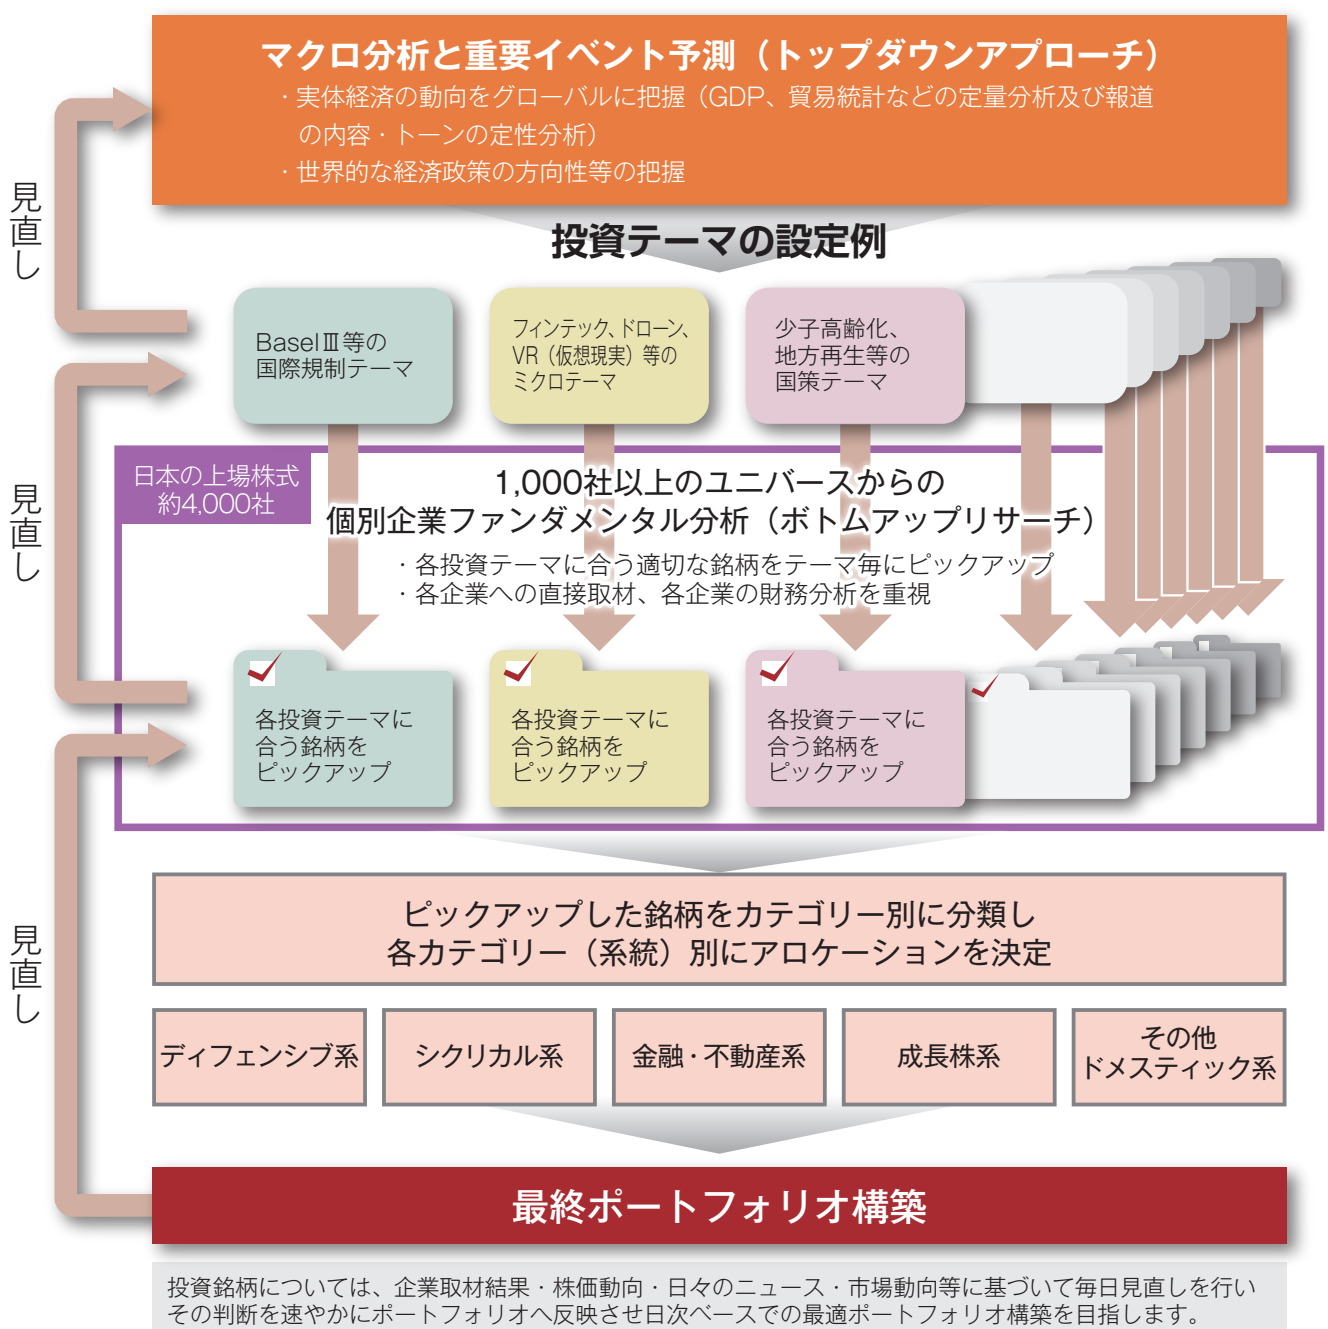 マクロ分析と重要イベント予測（トップダウンアプローチ）
・実体経済の動向をグローバルに把握（GDP、貿易統計などの定量分析及び報道
の内容・トーンの定性分析）
・世界的な経済政策の方向性等の把握
見直し
投資テーマの設定例
BaselⅢ等の
国際規制テーマ
フィンテック、ドローン、
VR（仮想現実）等の
ミクロテーマ
少子高齢化、
地方再生等の
国策テーマ
見直し
日本の上場株式
約4,000社
1,000社以上のユニバースからの
個別企業ファンダメンタル分析（ボトムアップリサーチ）
・各投資テーマに合う適切な銘柄をテーマ毎にピックアップ
・各企業への直接取材、各企業の財務分析を重視
各投資テーマに
合う銘柄を
ピックアップ
各投資テーマに
合う銘柄を
ピックアップ
各投資テーマに
合う銘柄を
ピックアップ
見直し
ピックアップした銘柄をカテゴリー別に分類し
各カテゴリー（系統）別にアロケーションを決定
ディフェンシブ系
シクリカル系
金融・不動産系
成長株系
その他
ドメスティック系
最終ポートフォリオ構築
投資銘柄については、企業取材結果・株価動向・日々のニュース・市場動向等に基づいて毎日見直しを行い
その判断を速やかにポートフォリオへ反映させ日次ベースでの最適ポートフォリオ構築を目指します。